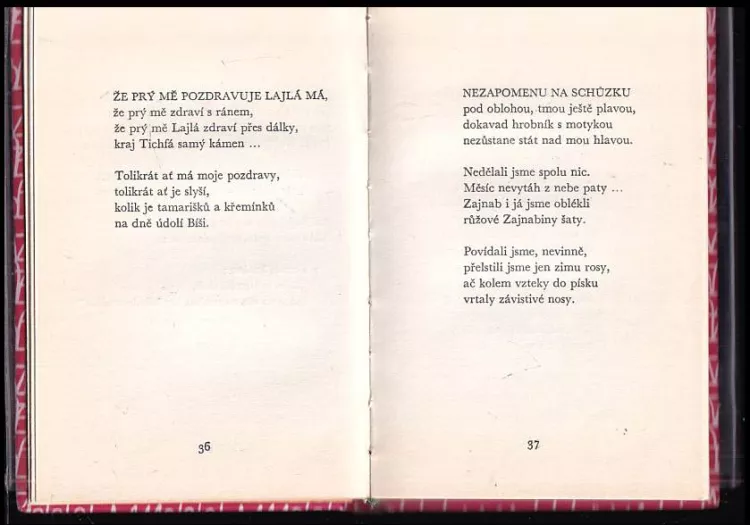 ŽE PRÝ MĚ POZDRAVUJE LAJLÁ MÁ,
že prý mě zdraví s ránem,
že prý mě Lajlá zdraví přes dálky,
kraj Tichfá samý kámen ...
Tolikrát ať má moje pozdravy,
tolikrát ať je slyší,
kolik je tamarišků a křemínků
na dně údolí Bíši.
36
NEZAPOMENU NA SCHŮZKU
pod oblohou, tmou ještě plavou,
dokavad hrobník s motykou
nezůstane stát nad mou hlavou.
Nedělali jsme spolu nic.
Měsíc nevytáh z nebe paty ...
Zajnab i já jsme oblékli
růžové Zajnabiny šaty.
Povídali jsme, nevinně,
přelstili jsme jen zimu rosy,
ač kolem vzteky do písku
vrtaly závistivé nosy.
37